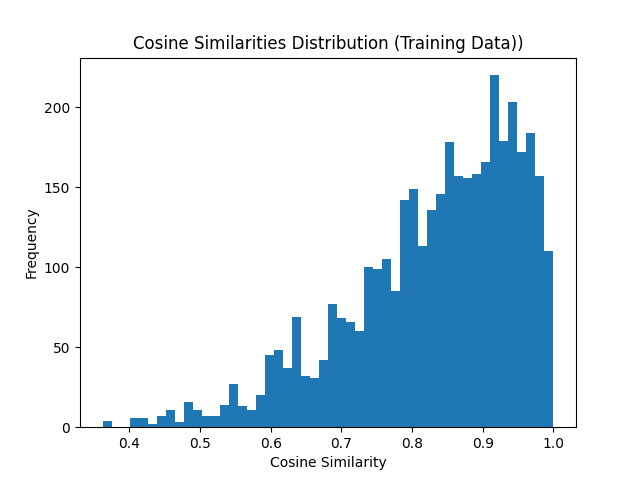 Cosine Similarities Distribution (Training Data))
200
150
100
50
0
Frequency
0.4 0.5 0.6 0.7 0.8 0.9 1.0
Cosine Similarity